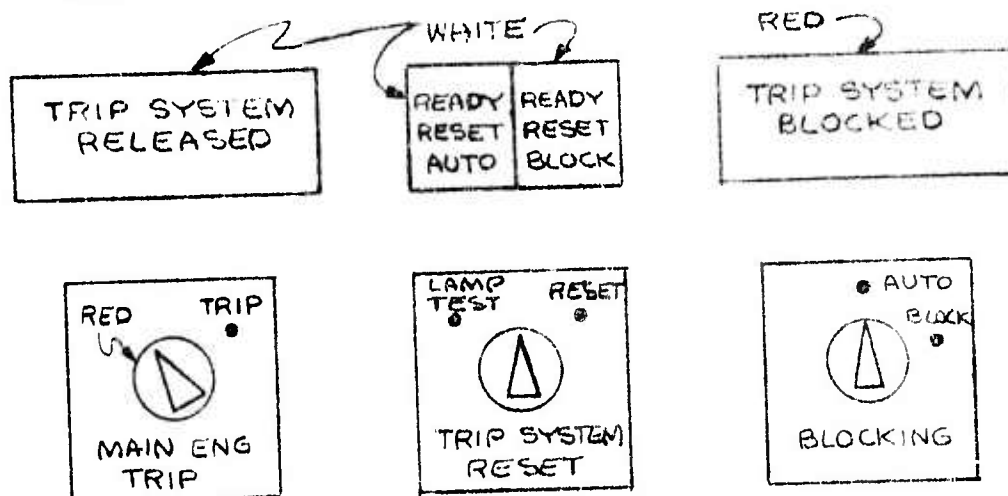 WHITE
RED
TRIP SYSTEM
RELEASED
READY
RESET
AUTO
READY
RESET
BLOCK
TRIP SYSTEM
BLOCKED
RED
TRIP
MAIN ENG
TRIP
LAMP
TEST
RESET
TRIP SYSTEM
RESET
AUTO
BLOCK
BLOCKING